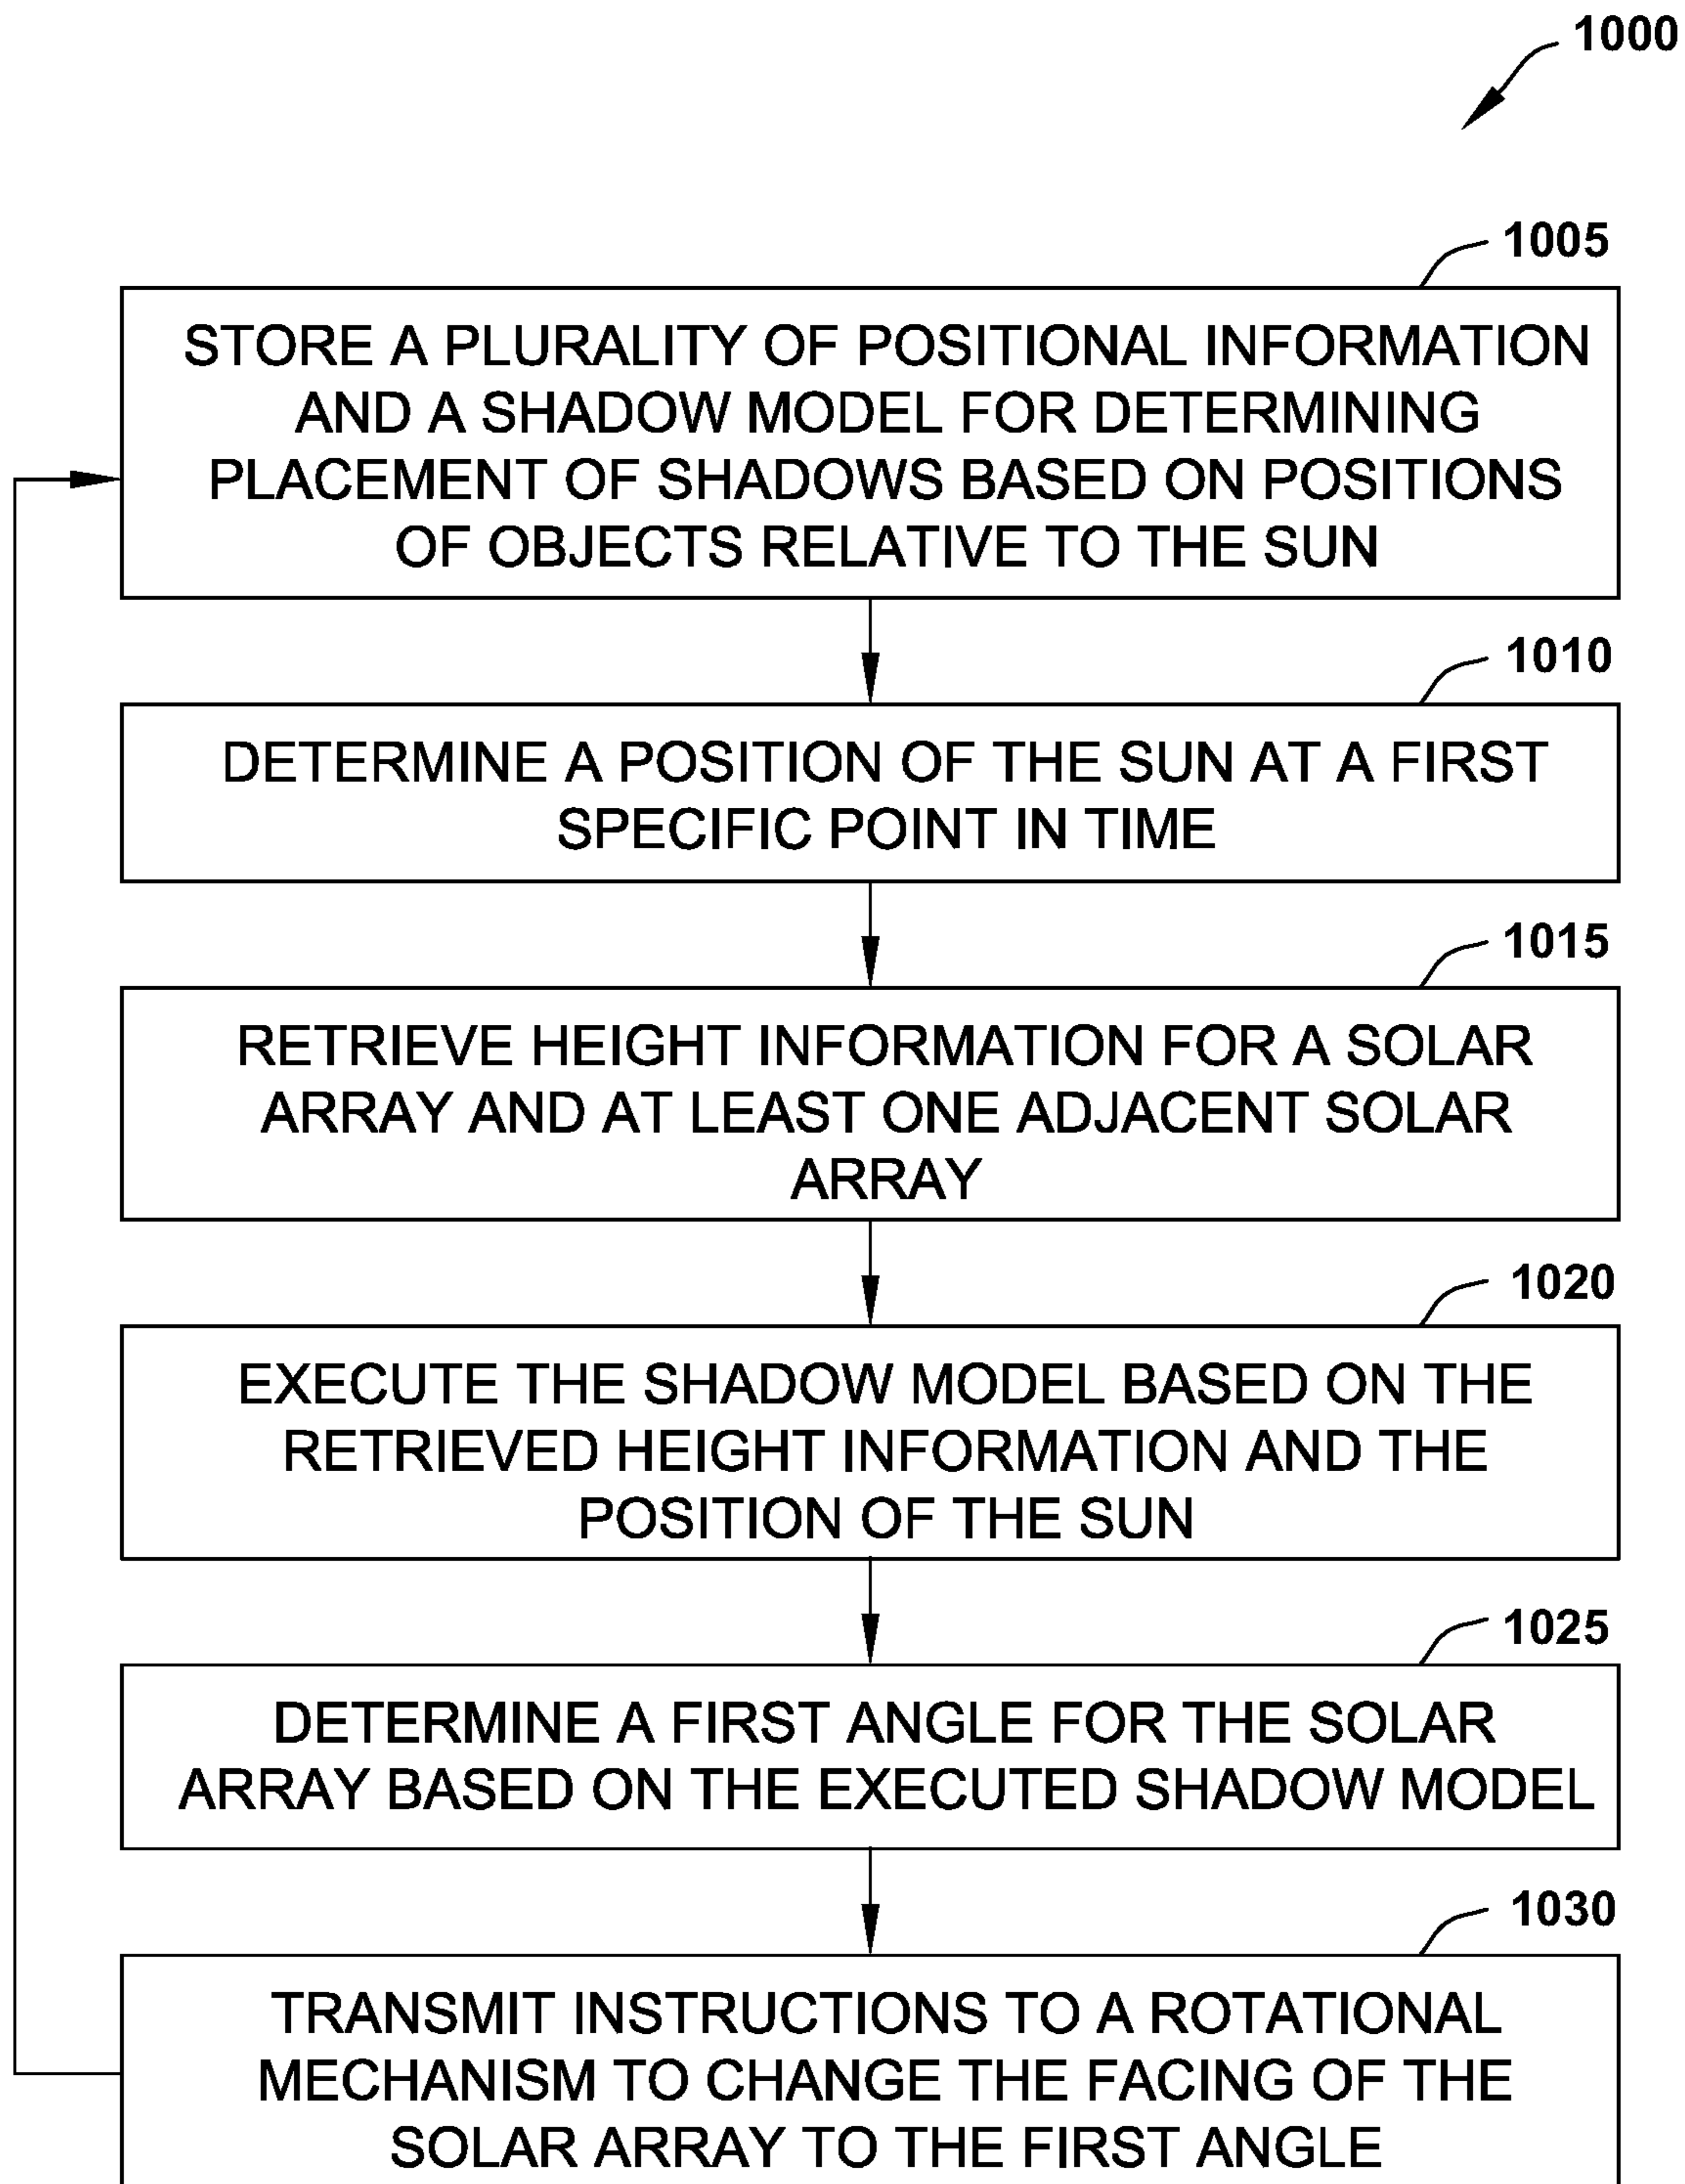 1000
1005
STORE A PLURALITY OF POSITIONAL INFORMATION
AND A SHADOW MODEL FOR DETERMINING
PLACEMENT OF SHADOWS BASED ON POSITIONS
OF OBJECTS RELATIVE TO THE SUN
1010
DETERMINE A POSITION OF THE SUN AT A FIRST
SPECIFIC POINT IN TIME
1015
RETRIEVE HEIGHT INFORMATION FOR A SOLAR
ARRAY AND AT LEAST ONE ADJACENT SOLAR
ARRAY
1020
EXECUTE THE SHADOW MODEL BASED ON THE
RETRIEVED HEIGHT INFORMATION AND THE
POSITION OF THE SUN
1025
DETERMINE A FIRST ANGLE FOR THE SOLAR
ARRAY BASED ON THE EXECUTED SHADOW MODEL
1030
TRANSMIT INSTRUCTIONS TO A ROTATIONAL
MECHANISM TO CHANGE THE FACING OF THE
SOLAR ARRAY TO THE FIRST ANGLE